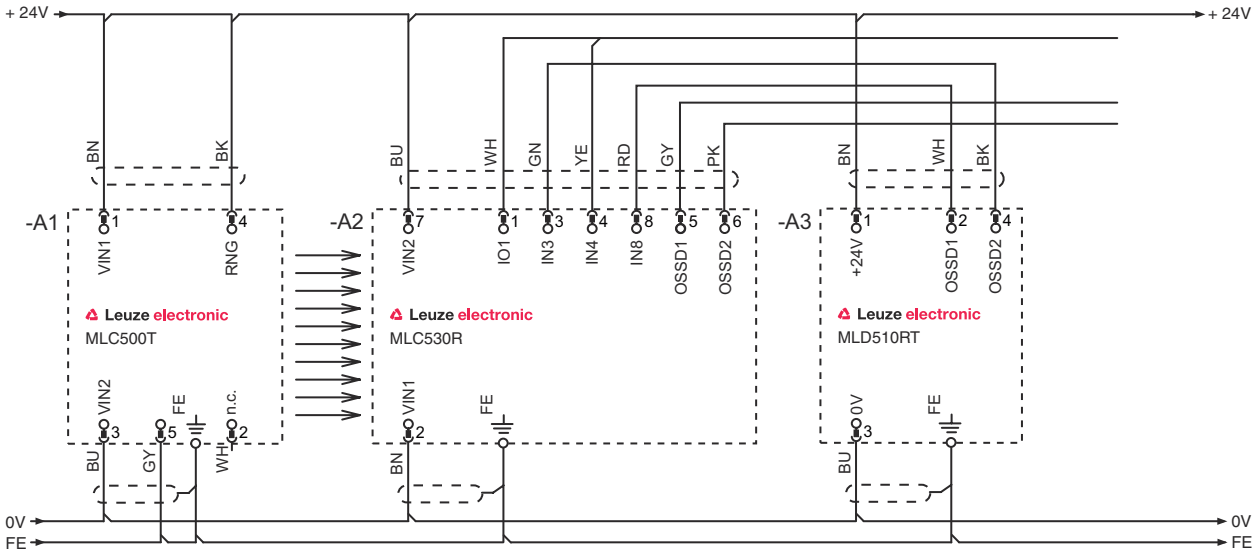 + 24V
+ 24V
BN
BK
BU
WH
GN
YE
RD
GY
PK
BN
WH
BK
-A1
1
4
-A2
7
1
3
4
8
5
6
-A3
1
2
4
VIN1
RNG
VIN2
IO1
IN3
IN4
IN8
OSSD1
OSSD2
+24V
OSSD1
OSSD2
Leuze electronic
MLC500T
Leuze electronic
MLC530R
Leuze electronic
MLD510RT
VIN2
FE
n.c.
VIN1
FE
0V
FE
3
5
2
2
3
BU
GY
WH
BN
BU
0V
0V
FE
FE